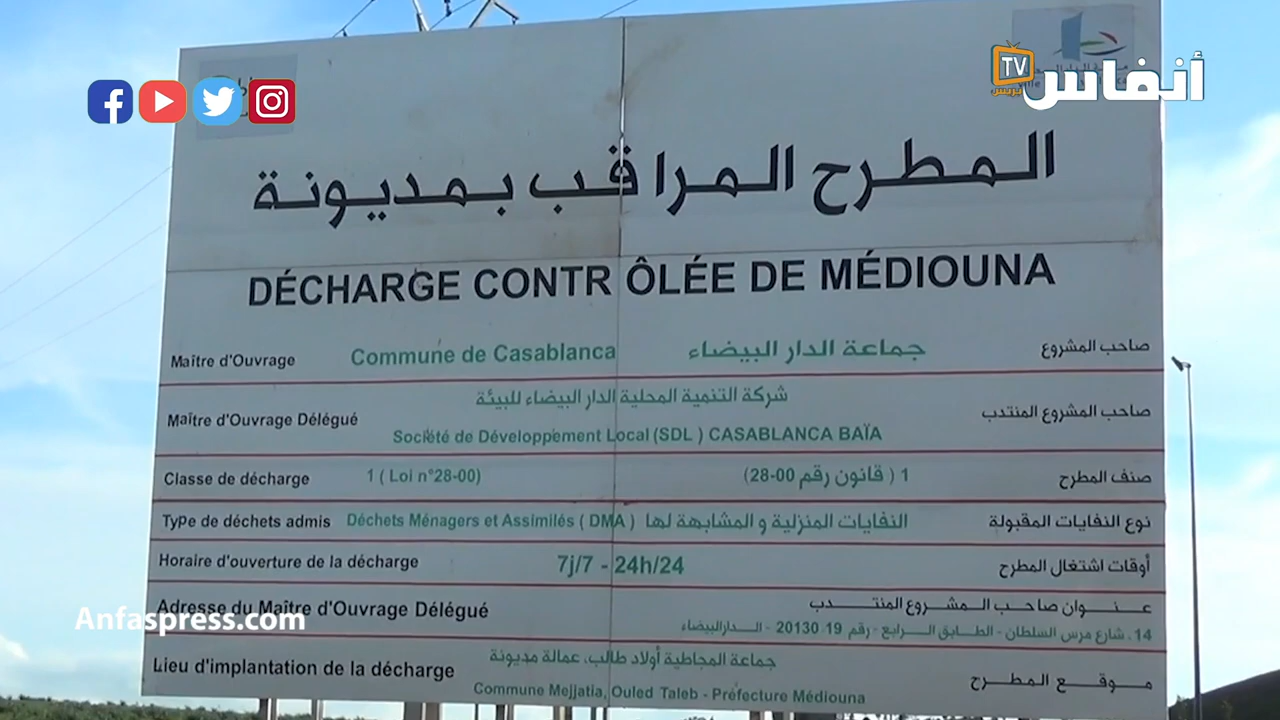 TV
أنفاس
بريس
المطرح المراقب بمديونة
DÉCHARGE CONTR ÔLÉE DE MÉDIOUNA
Maître d'Ouvrage Commune de Casablanca جماعة الدار البيضاء صاحب المشروع
شركة التنمية المحلية الدار البيضاء للبيئة
Maître d'Ouvrage Délégué صاحب المشروع المنتدب
Société de Développement Local (SDL ) CASABLANCA BAÏA
Classe de décharge 1 ( Loi n°28-00) 1 ( قانون رقم 00-28) صنف المطرح
Type de déchets admis Déchets Ménagers et Assimilés ( DMA ) النفايات المنزلية و المشابهة لها نوع النفايات المقبولة
Horaire d'ouverture de la décharge 7j/7 - 24h/24 أوقات اشتغال المطرح
Adresse du Maître d'Ouvrage Délégué عنوان صاحب المشروع المنتدب
14، شارع مرس السلطان - الطابق الرابع - رقم 19 20130 - الدارالبيضاء
Anfaspress.com
جماعة المجاطية أولاد طالب، عمالة مديونة
Lieu d'implantation de la décharge موقع المطرح
Commune Mejjatia, Ouled Taleb - Préfecture Médiouna